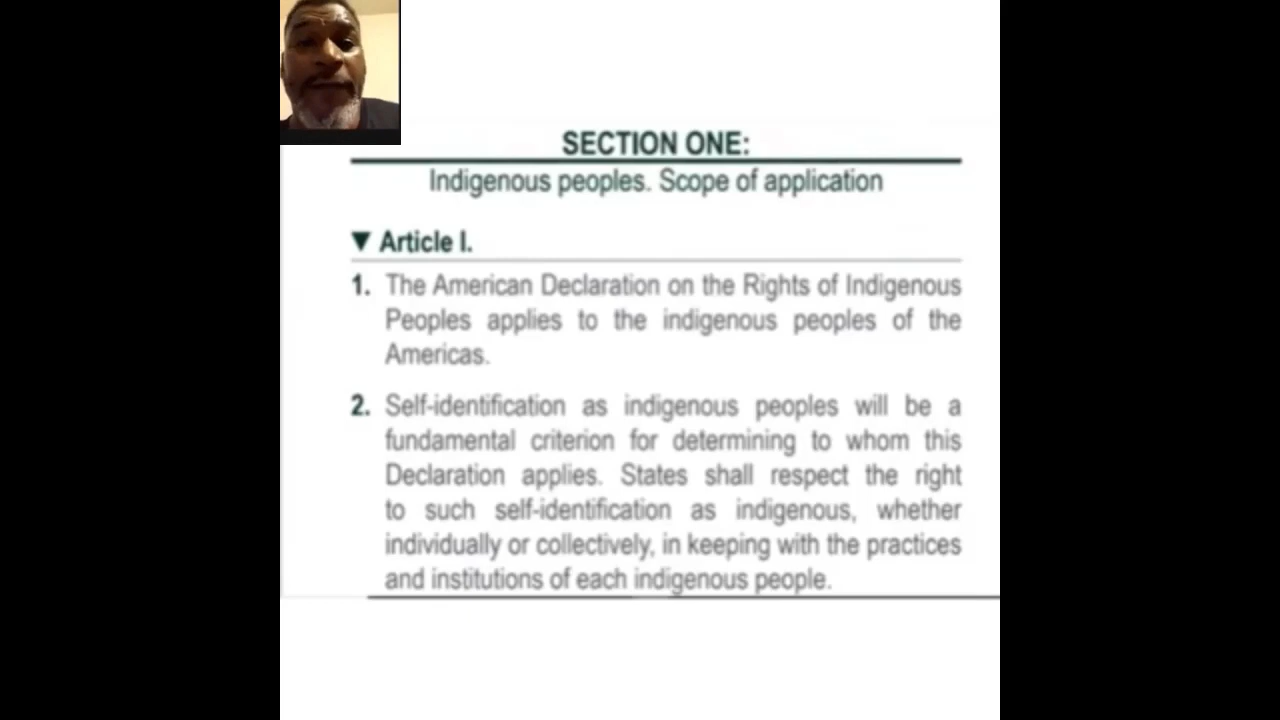 SECTION ONE:
Indigenous peoples. Scope of application
▼ Article I.
1. The American Declaration on the Rights of Indigenous
Peoples applies to the indigenous peoples of the
Americas.
2. Self-identification as indigenous peoples will be a
fundamental criterion for determining to whom this
Declaration applies. States shall respect the right
to such self-identification as indigenous, whether
individually or collectively, in keeping with the practices
and institutions of each indigenous people.